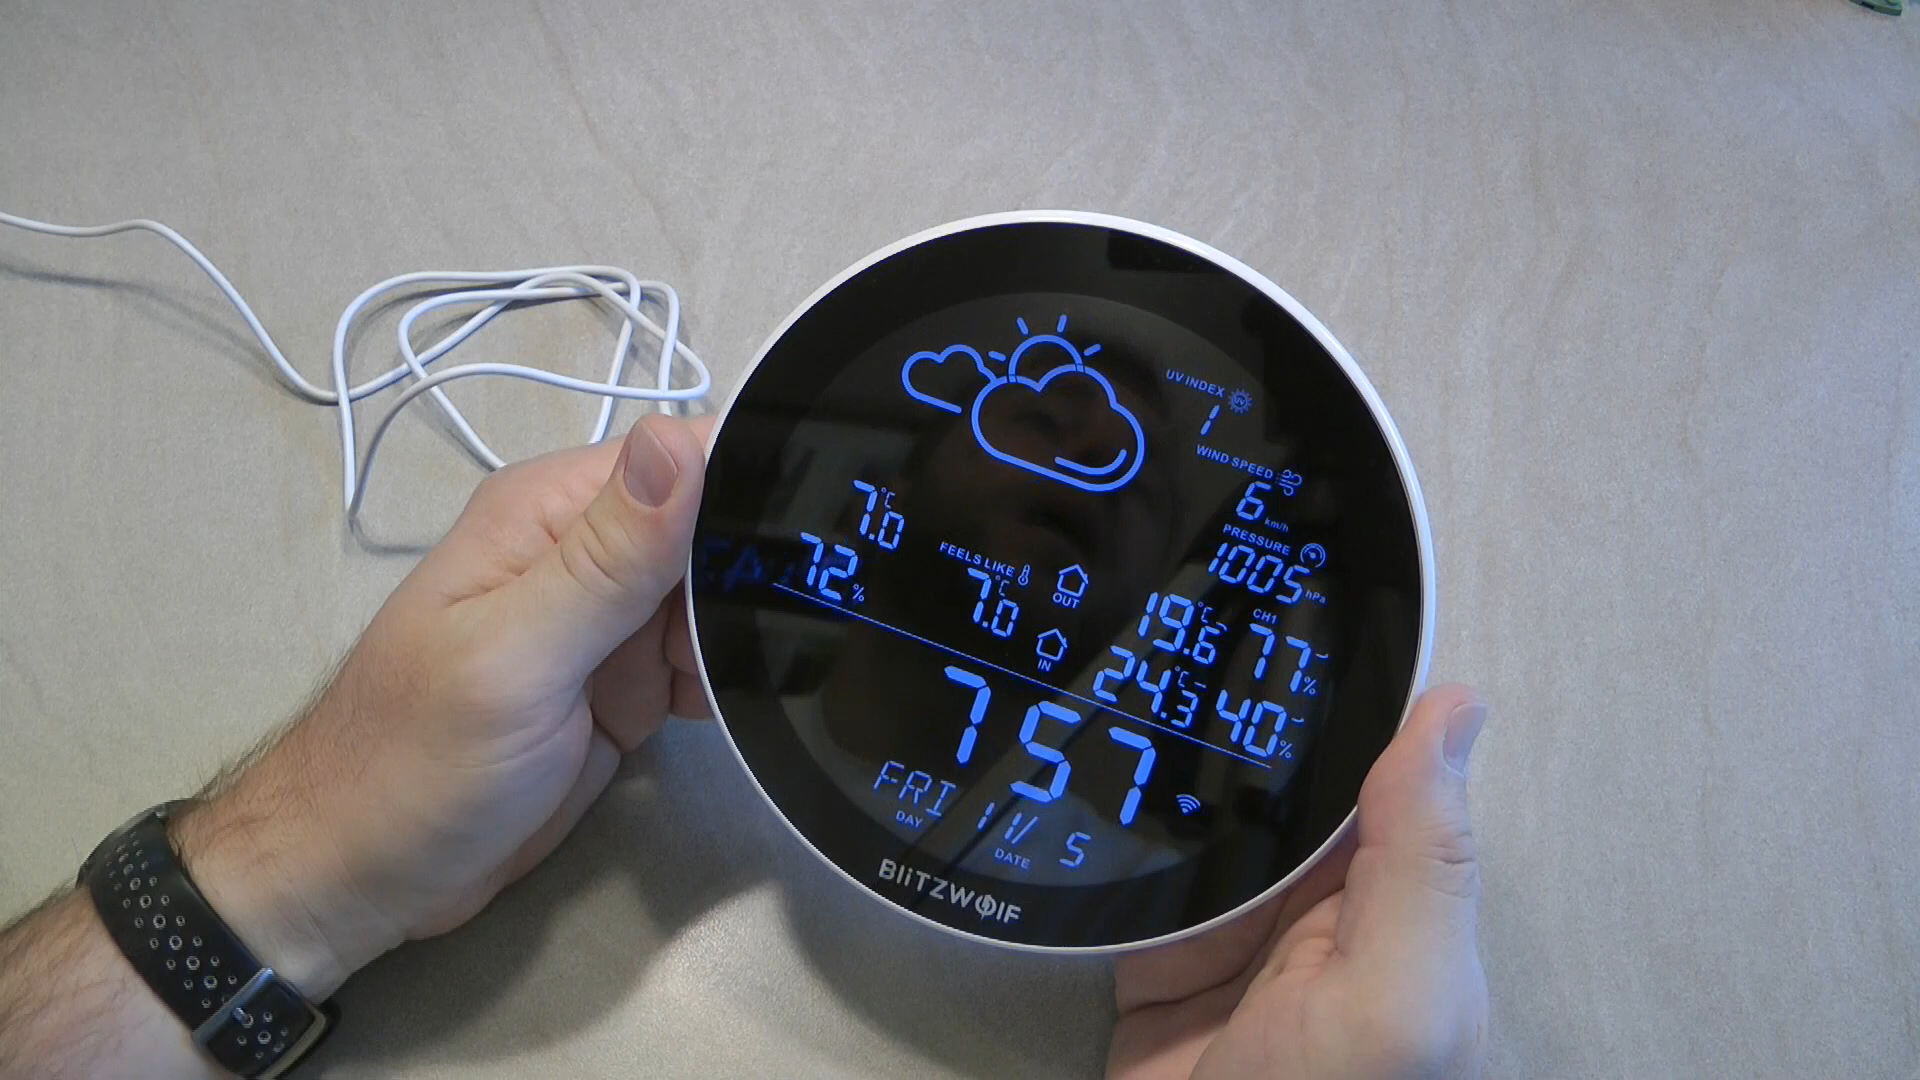 UV INDEX UV
1
WIND SPEED
6 km/h
PRESSURE
1005 hPa
7.0 °C
72 %
FEELS LIKE
7.0 °C
OUT
CH1
19.6 °C 77 %
IN
24.3 °C 40 %
7 57
FRI 11/ 5
DAY DATE
BlITZWOlF